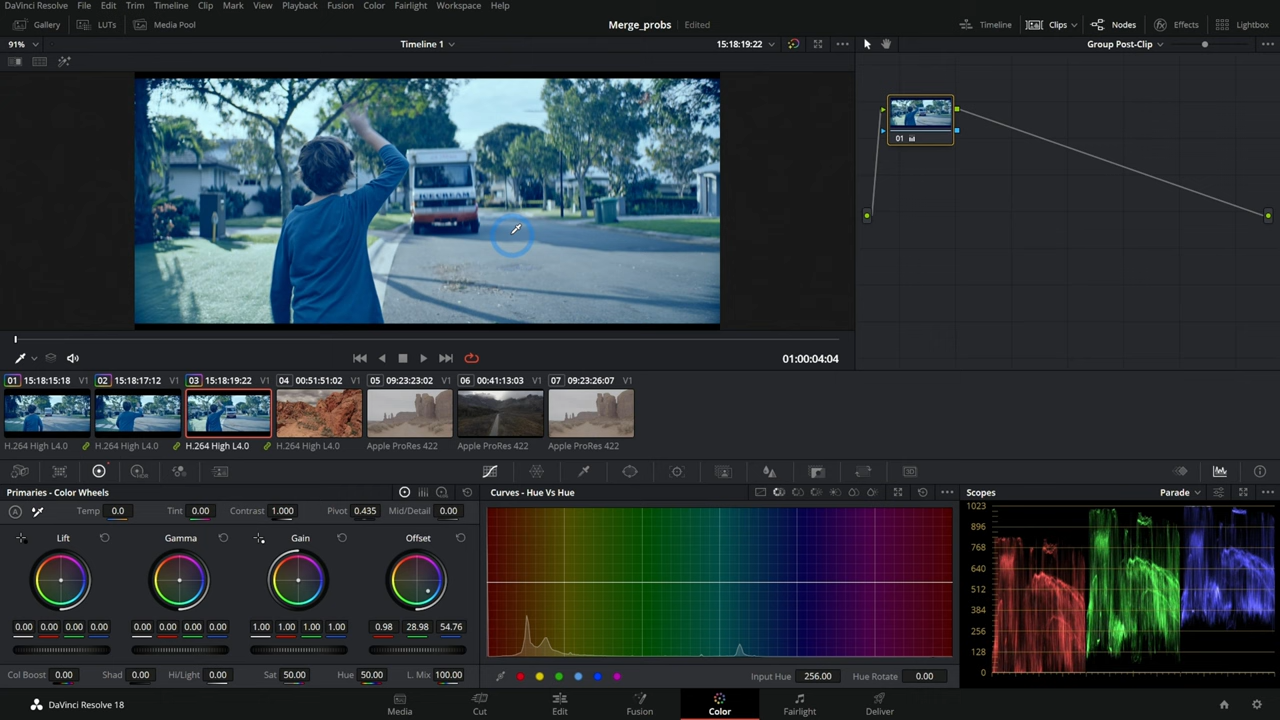 DaVinci Resolve File Edit Trim Timeline Clip Mark View Playback Fusion Color Fairlight Workspace Help
Gallery LUTs Media Pool Merge_probs Edited Timeline Clips Nodes Effects Lightbox
91% Timeline 1 15:18:19:22 Group Post-Clip
ICE CREAM
01
01:00:04:04
01 15:18:15:18 V1 02 15:18:17:12 V1 03 15:18:19:22 V1 04 00:51:51:02 V1 05 09:23:23:02 V1 06 00:41:13:03 V1 07 09:23:26:07 V1
H.264 High L4.0 H.264 High L4.0 H.264 High L4.0 H.264 High L4.0 Apple ProRes 422 Apple ProRes 422 Apple ProRes 422
Primaries - Color Wheels Curves - Hue Vs Hue Scopes Parade
A Temp 0.0 Tint 0.00 Contrast 1.000 Pivot 0.435 Mid/Detail 0.00
Lift Gamma Gain Offset
0.00 0.00 0.00 0.00 0.00 0.00 0.00 0.00 1.00 1.00 1.00 1.00 0.98 28.98 54.76
Col Boost 0.00 Shad 0.00 Hi/Light 0.00 Sat 50.00 Hue 50.00 L. Mix 100.00
Input Hue 256.00 Hue Rotate 0.00
1023
896
768
640
512
384
256
128
0
DaVinci Resolve 18 Media Cut Edit Fusion Color Fairlight Deliver